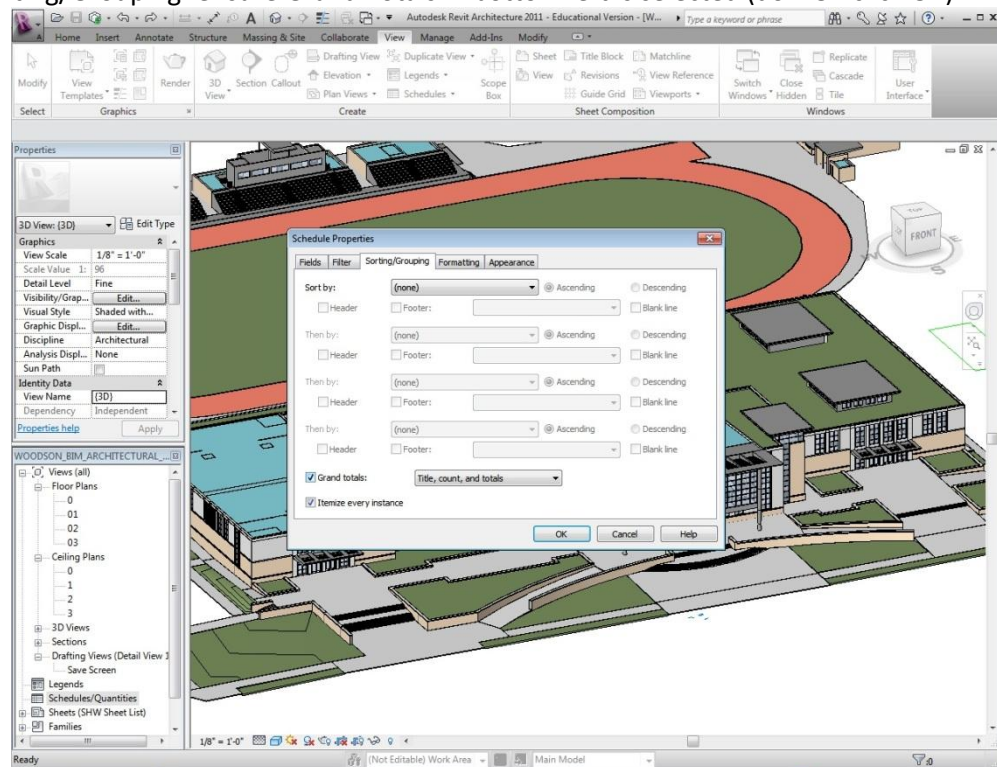 Autodesk Revit Architecture 2011 - Educational Version - [W...
Type a keyword or phrase
Home Insert Annotate Structure Massing & Site Collaborate View Manage Add-Ins Modify
Modify
View Templates
Render
3D View
Section
Callout
Drafting View
Elevation
Plan Views
Duplicate View
Legends
Schedules
Scope Box
Sheet
View
Title Block
Revisions
Guide Grid
Matchline
View Reference
Viewports
Switch Windows
Close Hidden
Replicate
Cascade
Tile
User Interface
Select Graphics Create Sheet Composition Windows
Properties
3D View: {3D} Edit Type
Graphics
View Scale 1/8" = 1'-0"
Scale Value 1: 96
Detail Level Fine
Visibility/Grap... Edit...
Visual Style Shaded with...
Graphic Displ... Edit...
Discipline Architectural
Analysis Displ... None
Sun Path
Identity Data
View Name {3D}
Dependency Independent
Properties help Apply
WOODSON_BIM_ARCHITECTURAL_...
Views (all)
Floor Plans
0
01
02
03
Ceiling Plans
0
1
2
3
3D Views
Sections
Drafting Views (Detail View 1
Save Screen
Legends
Schedules/Quantities
Sheets (SHW Sheet List)
Families
TOP
FRONT
S
Schedule Properties
Fields Filter Sorting/Grouping Formatting Appearance
Sort by: (none) Ascending Descending
Header Footer: Blank line
Then by: (none) Ascending Descending
Header Footer: Blank line
Then by: (none) Ascending Descending
Header Footer: Blank line
Then by: (none) Ascending Descending
Header Footer: Blank line
Grand totals: Title, count, and totals
Itemize every instance
OK Cancel Help
1/8" = 1'-0"
Ready
(Not Editable) Work Area
Main Model
:0